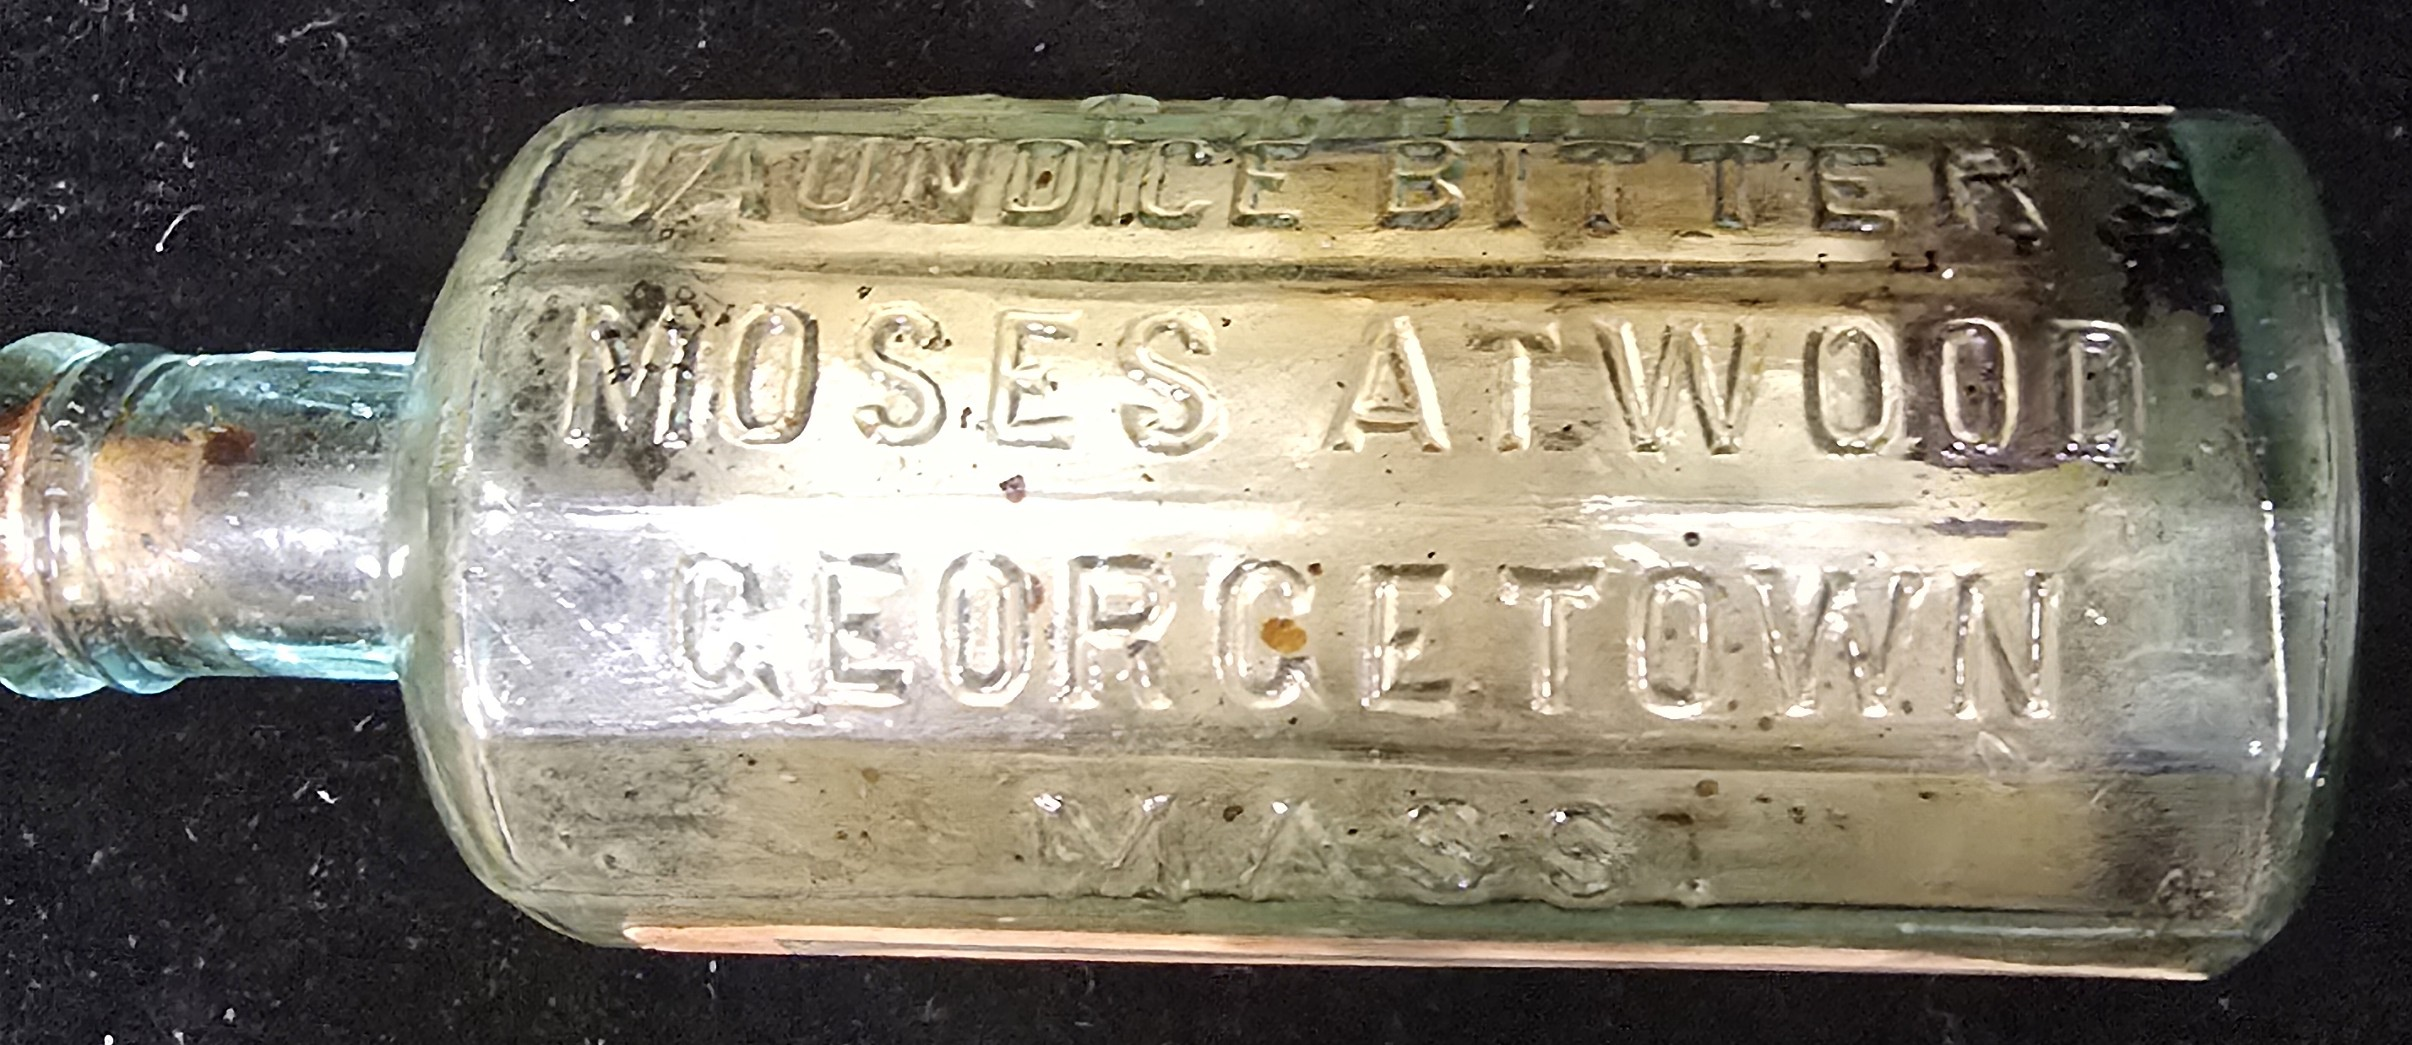 JAUNDICE BITTERS
MOSES ATWOOD
GEORGETOWN
MASS.